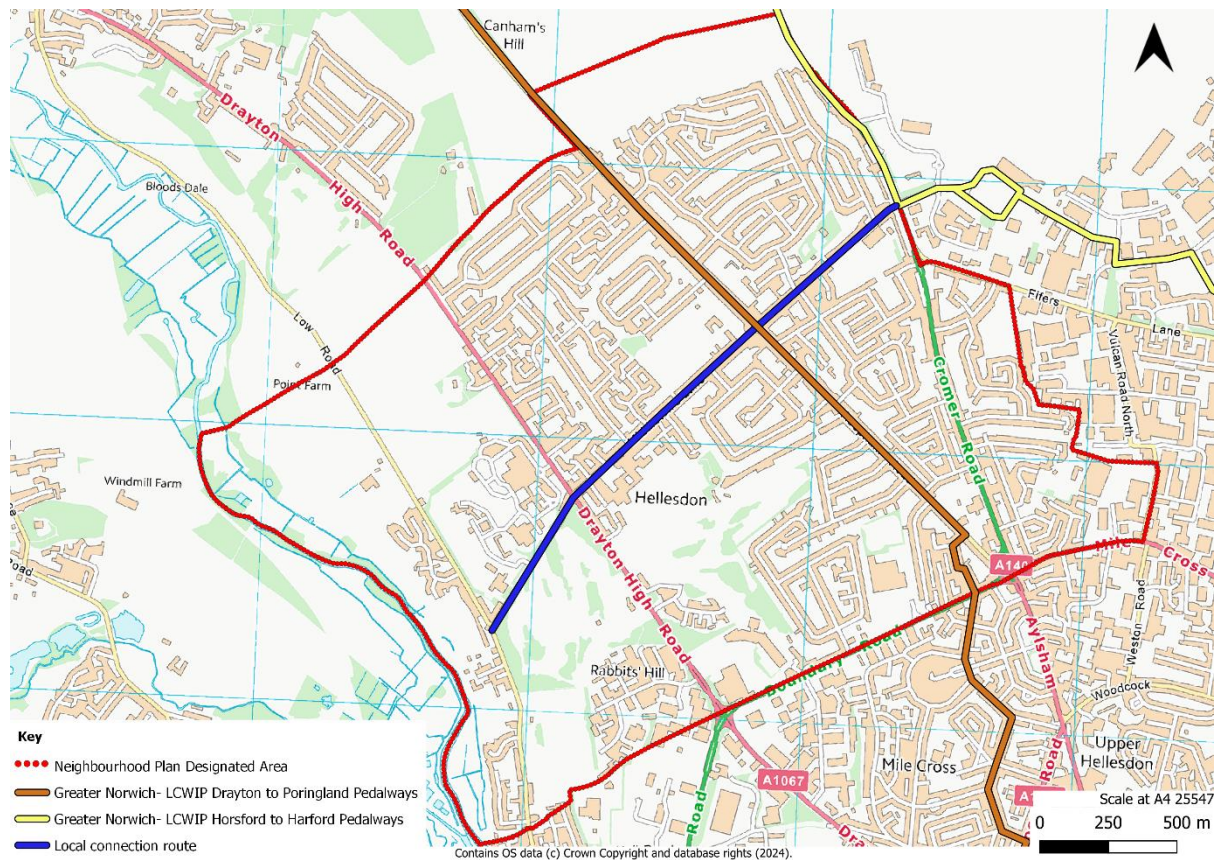 Canham's
Hill
Drayton
High
Road
Bloods Dale
Low Road
Point Farm
Windmill Farm
Road
Fifers
Lane
Vulcan Road North
Cromer Road
Hellesdon
Drayton High Road
Mile Cross
A140
Boundary Road
Aylsham
Road
Weston Road
Woodcock
Rabbits' Hill
Mile Cross
Upper
Hellesdon
A1067
Road
Key
Neighbourhood Plan Designated Area
Greater Norwich- LCWIP Drayton to Poringland Pedalways
Greater Norwich- LCWIP Horsford to Harford Pedalways
Local connection route
Scale at A4 25547
0 250 500 m
Contains OS data (c) Crown Copyright and database rights (2024).